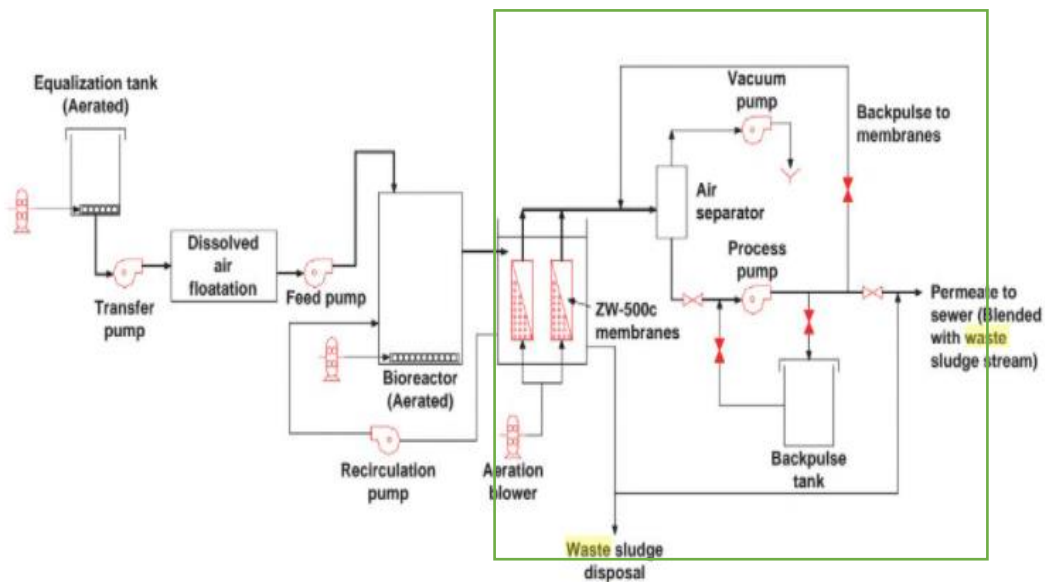 Equalization tank
(Aerated)
Transfer
pump
Dissolved
air
floatation
Feed pump
Bioreactor
(Aerated)
Recirculation
pump
Aeration
blower
ZW-500c
membranes
Air
separator
Vacuum
pump
Backpulse to
membranes
Process
pump
Permeate to
sewer (Blended
with waste
sludge stream)
Backpulse
tank
Waste sludge
disposal